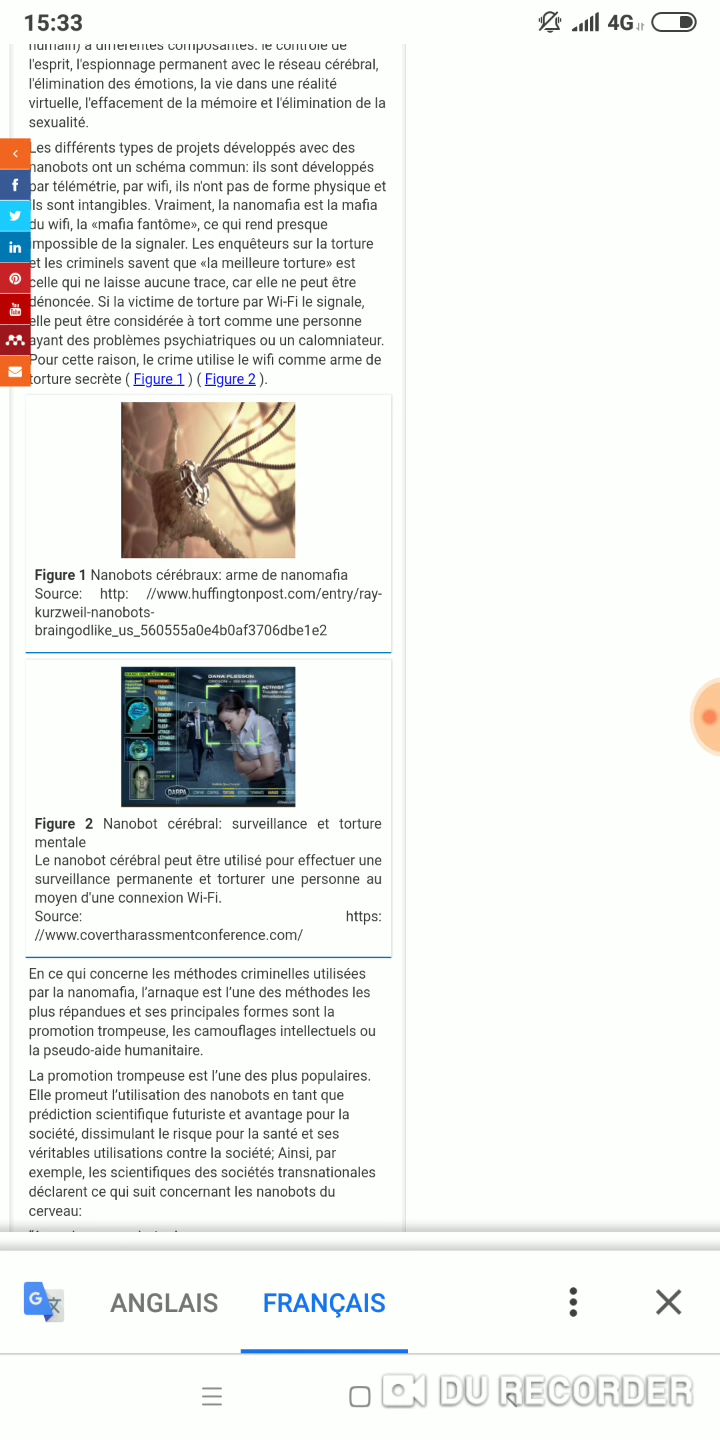 15:33
4G
humain) a différentes composantes: le contrôle de
l'esprit, l'espionnage permanent avec le réseau cérébral,
l'élimination des émotions, la vie dans une réalité
virtuelle, l'effacement de la mémoire et l'élimination de la
sexualité.
Les différents types de projets développés avec des
nanobots ont un schéma commun: ils sont développés
par télémétrie, par wifi, ils n'ont pas de forme physique et
ils sont intangibles. Vraiment, la nanomafia est la mafia
du wifi, la «mafia fantôme», ce qui rend presque
impossible de la signaler. Les enquêteurs sur la torture
et les criminels savent que «la meilleure torture» est
celle qui ne laisse aucune trace, car elle ne peut être
dénoncée. Si la victime de torture par Wi-Fi le signale,
elle peut être considérée à tort comme une personne
ayant des problèmes psychiatriques ou un calomniateur.
Pour cette raison, le crime utilise le wifi comme arme de
torture secrète ( Figure 1 ) ( Figure 2 ).
Figure 1 Nanobots cérébraux: arme de nanomafia
Source: http: //www.huffingtonpost.com/entry/ray-
kurzweil-nanobots-
braingodlike_us_560555a0e4b0af3706dbe1e2
DARPA
Figure 2 Nanobot cérébral: surveillance et torture
mentale
Le nanobot cérébral peut être utilisé pour effectuer une
surveillance permanente et torturer une personne au
moyen d'une connexion Wi-Fi.
Source: https:
//www.covertharassmentconference.com/
En ce qui concerne les méthodes criminelles utilisées
par la nanomafia, l’arnaque est l’une des méthodes les
plus répandues et ses principales formes sont la
promotion trompeuse, les camouflages intellectuels ou
la pseudo-aide humanitaire.
La promotion trompeuse est l’une des plus populaires.
Elle promeut l’utilisation des nanobots en tant que
prédiction scientifique futuriste et avantage pour la
société, dissimulant le risque pour la santé et ses
véritables utilisations contre la société; Ainsi, par
exemple, les scientifiques des sociétés transnationales
déclarent ce qui suit concernant les nanobots du
cerveau:
ANGLAIS FRANÇAIS
DU RECORDER